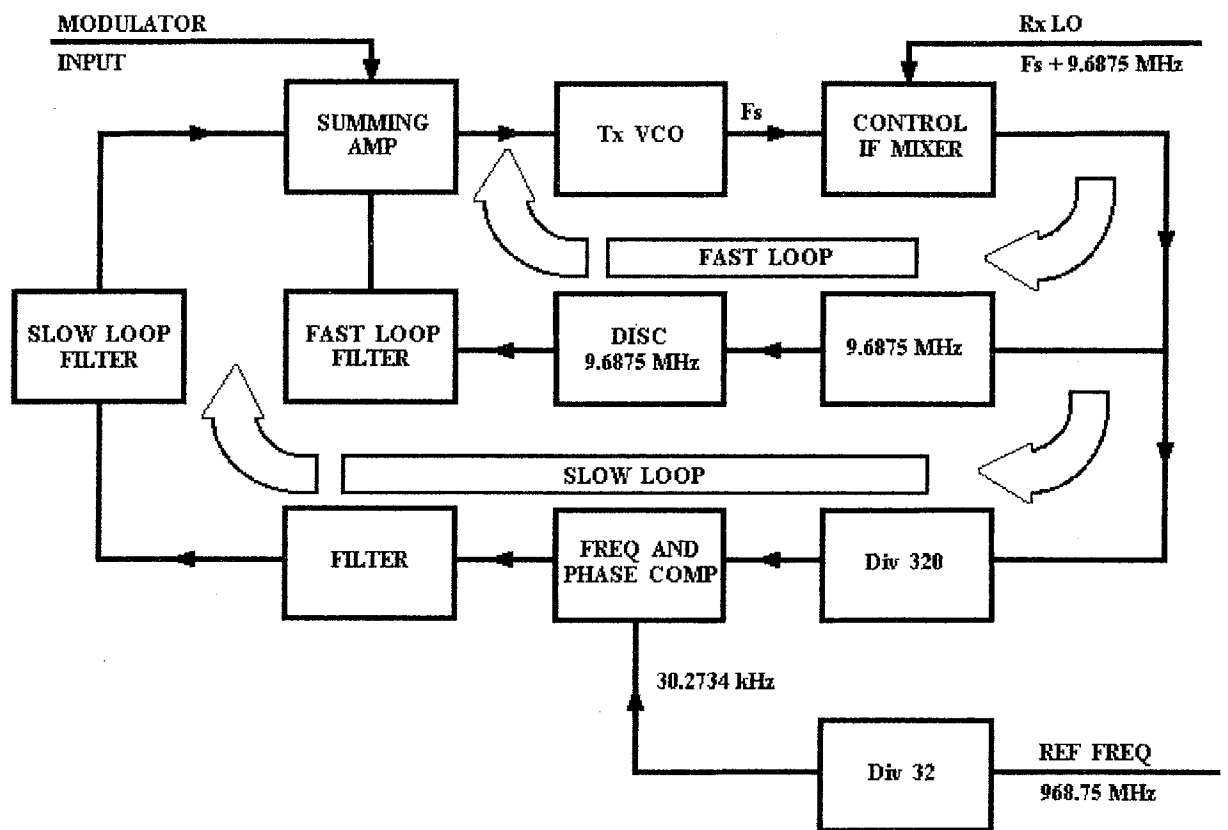 MODULATOR
INPUT
Rx LO
Fs + 9.6875 MHz
SUMMING
AMP
Tx VCO
Fs
CONTROL
IF MIXER
FAST LOOP
SLOW LOOP
FILTER
FAST LOOP
FILTER
DISC
9.6875 MHz
9.6875 MHz
SLOW LOOP
FILTER
FREQ AND
PHASE COMP
Div 320
30.2734 kHz
Div 32
REF FREQ
968.75 MHz